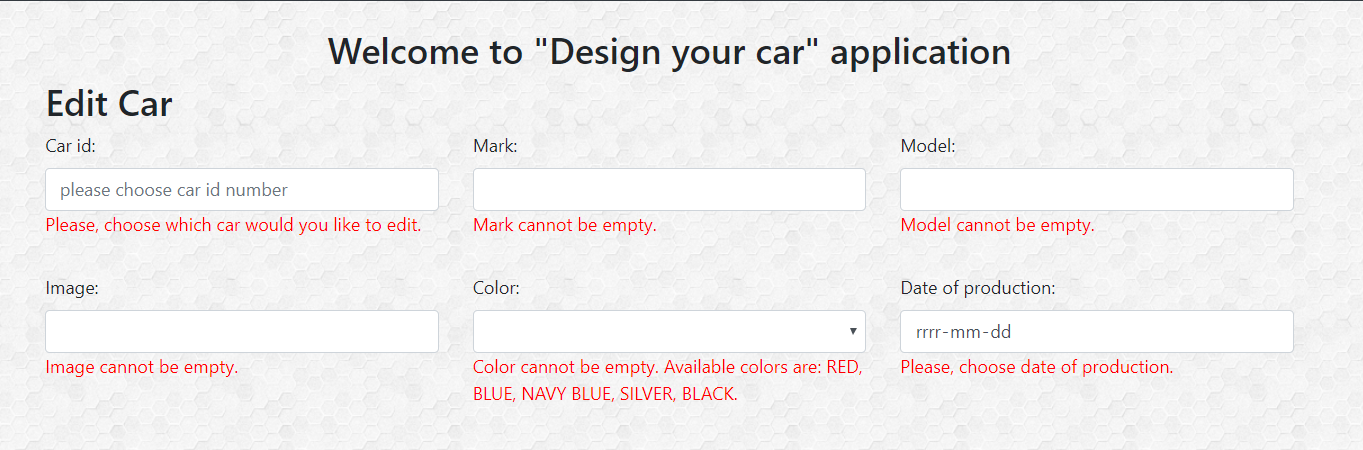 Welcome to "Design your car" application
Edit Car
Car id:
Mark:
Model:
please choose car id number
Please, choose which car would you like to edit.
Mark cannot be empty.
Model cannot be empty.
Image:
Color:
Date of production:
rrrr-mm-dd
Image cannot be empty.
Color cannot be empty. Available colors are: RED,
BLUE, NAVY BLUE, SILVER, BLACK.
Please, choose date of production.